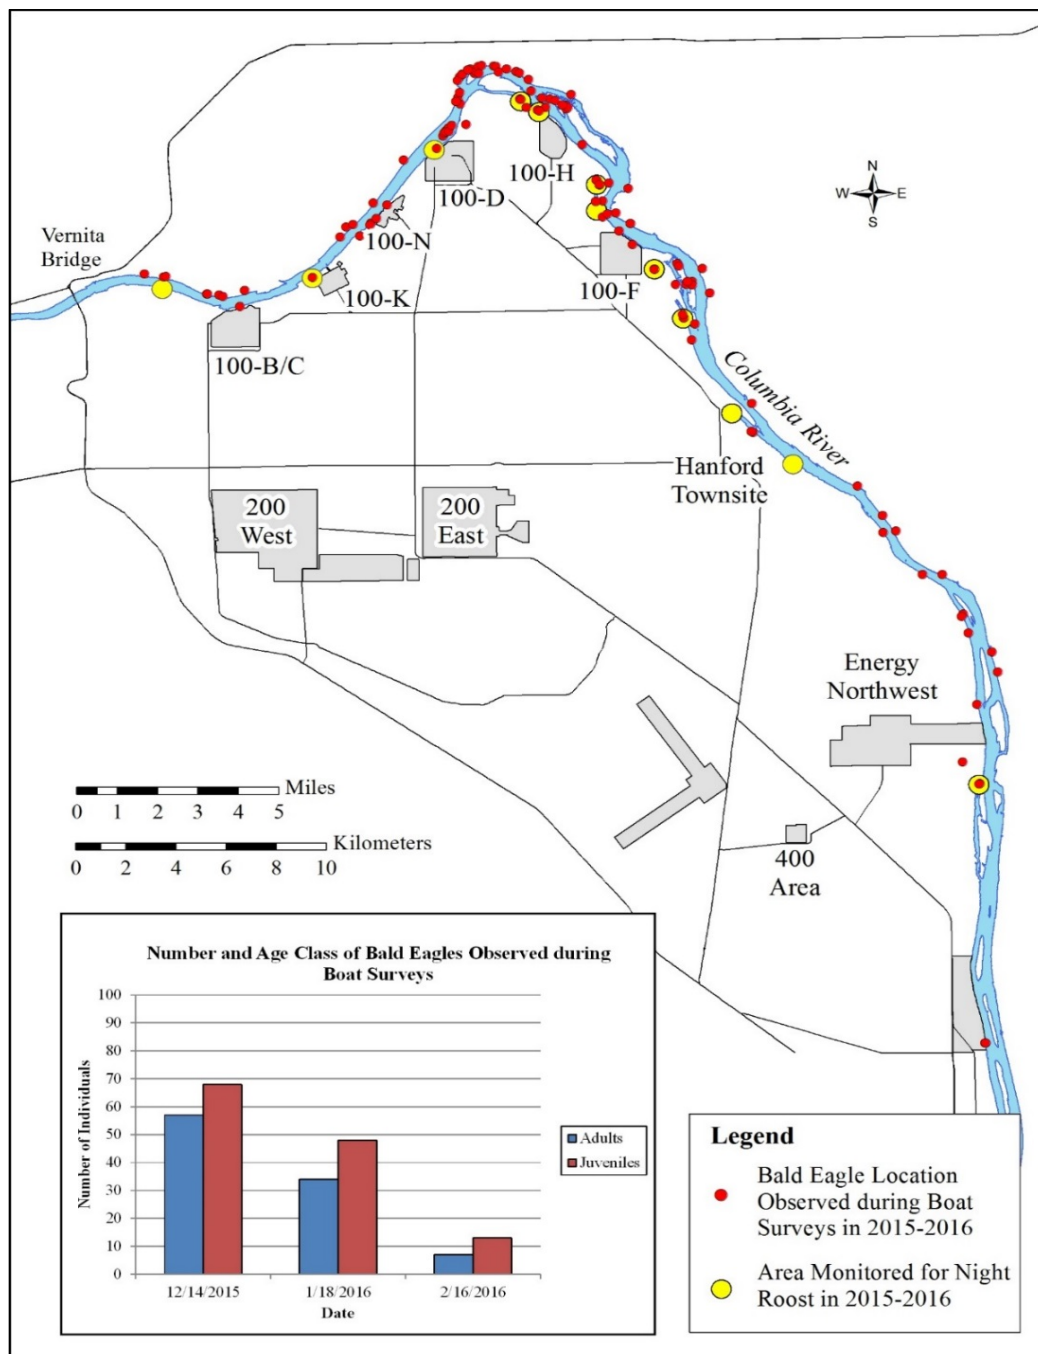 N
W E
S
Vernita
Bridge
100-H
100-D
100-N
100-K
100-F
100-B/C
Columbia River
Hanford
Townsite
200
West
200
East
Energy
Northwest
Miles
0 1 2 3 4 5
Kilometers
0 2 4 6 8 10
400
Area
Number and Age Class of Bald Eagles Observed during
Boat Surveys
Number of Individuals
100
90
80
70
60
50
40
30
20
10
0
12/14/2015 1/18/2016 2/16/2016
Date
Adults
Juveniles
Legend
Bald Eagle Location
Observed during Boat
Surveys in 2015-2016
Area Monitored for Night
Roost in 2015-2016